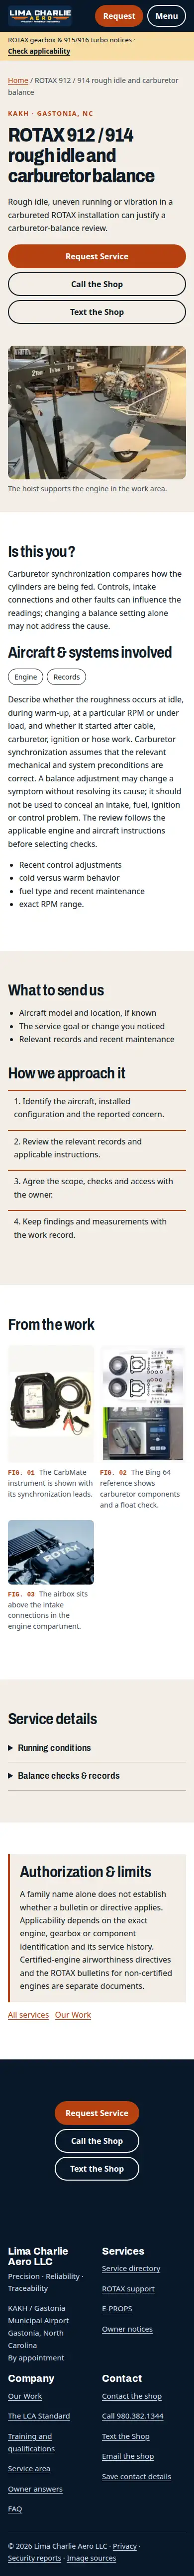 LIMA CHARLIE
AERO
Request
Menu
ROTAX gearbox & 915/916 turbo notices ·
Check applicability
Home / ROTAX 912 / 914 rough idle and carburetor
balance
KAKH · GASTONIA, NC
ROTAX 912 / 914
rough idle and
carburetor balance
Rough idle, uneven running or vibration in a
carbureted ROTAX installation can justify a
carburetor-balance review.
Request Service
Call the Shop
Text the Shop
The hoist supports the engine in the work area.
Is this you?
Carburetor synchronization compares how the
cylinders are being fed. Controls, intake
connections and other faults can influence the
readings; changing a balance setting alone
may not address the cause.
Aircraft & systems involved
Engine
Records
Describe whether the roughness occurs at idle,
during warm-up, at a particular RPM or under
load, and whether it started after cable,
carburetor, ignition or hose work. Carburetor
synchronization assumes that the relevant
mechanical and system preconditions are
correct. A balance adjustment may change a
symptom without resolving its cause; it should
not be used to conceal an intake, fuel, ignition
or control problem. The review follows the
applicable engine and aircraft instructions
before selecting checks.
• Recent control adjustments
• cold versus warm behavior
• fuel type and recent maintenance
• exact RPM range.
What to send us
• Aircraft model and location, if known
• The service goal or change you noticed
• Relevant records and recent maintenance
How we approach it
1. Identify the aircraft, installed
configuration and the reported concern.
2. Review the relevant records and
applicable instructions.
3. Agree the scope, checks and access with
the owner.
4. Keep findings and measurements with
the work record.
From the work
FIG. 01 The CarbMate
instrument is shown with
its synchronization leads.
FIG. 02 The Bing 64
reference shows
carburetor components
and a float check.
ROTAX
FIG. 03 The airbox sits
above the intake
connections in the
engine compartment.
Service details
▶ Running conditions
▶ Balance checks & records
Authorization & limits
A family name alone does not establish
whether a bulletin or directive applies.
Applicability depends on the exact
engine, gearbox or component
identification and its service history.
Certified-engine airworthiness directives
and the ROTAX bulletins for non-certified
engines are separate documents.
All services Our Work
Request Service
Call the Shop
Text the Shop
Lima Charlie
Aero LLC
Precision · Reliability ·
Traceability
KAKH / Gastonia
Municipal Airport
Gastonia, North
Carolina
By appointment
Services
Service directory
ROTAX support
E-PROPS
Owner notices
Company
Our Work
The LCA Standard
Training and
qualifications
Service area
Owner answers
FAQ
Contact
Contact the shop
Call 980.382.1344
Text the Shop
Email the shop
Save contact details
© 2026 Lima Charlie Aero LLC · Privacy ·
Security reports · Image sources